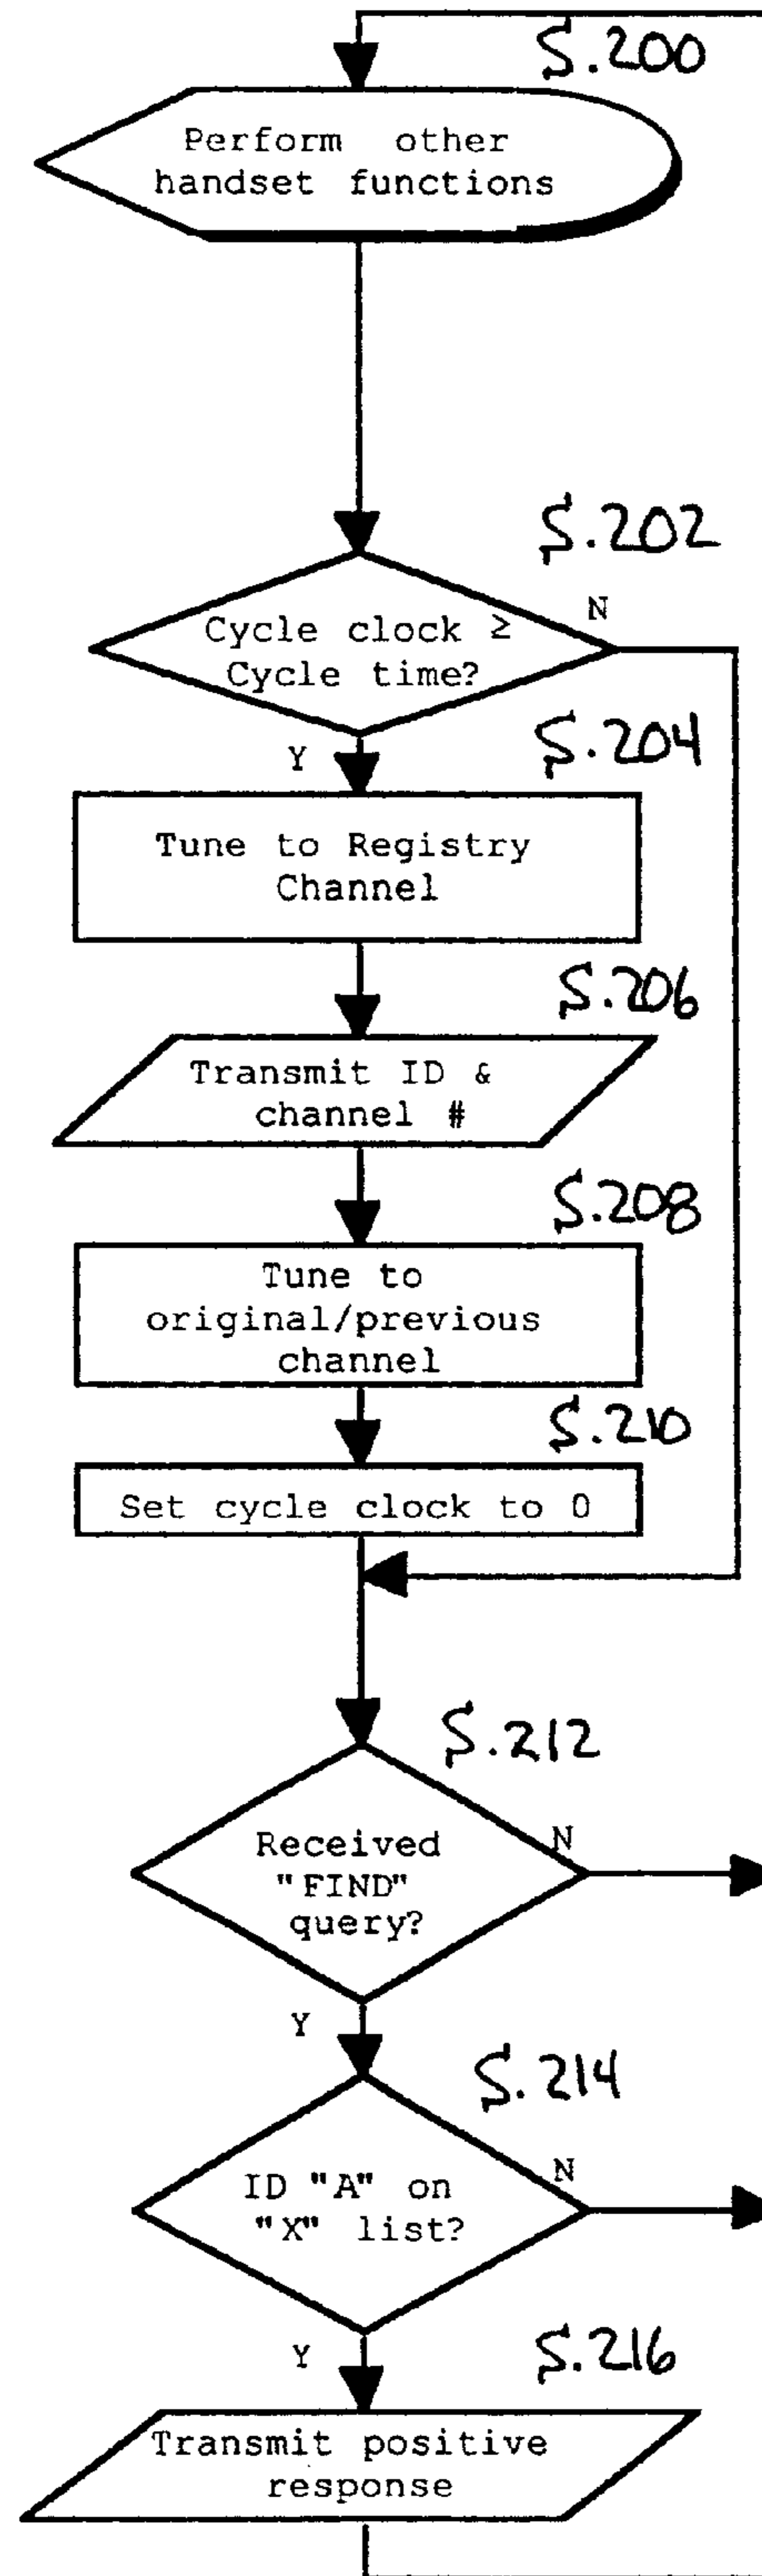 S.200
Perform other
handset functions
S.202
Cycle clock ≥
Cycle time?
N
Y
S.204
Tune to Registry
Channel
S.206
Transmit ID &
channel #
S.208
Tune to
original/previous
channel
S.210
Set cycle clock to 0
S.212
Received
"FIND"
query?
N
Y
S.214
ID "A" on
"X" list?
N
Y
S.216
Transmit positive
response